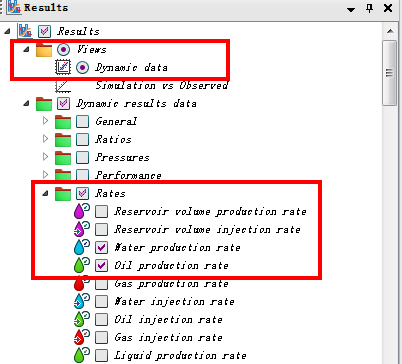 Results
Results
Views
Dynamic data
Simulation vs Observed
Dynamic results data
General
Ratios
Pressures
Performance
Rates
Reservoir volume production rate
Reservoir volume injection rate
Water production rate
Oil production rate
Gas production rate
Water injection rate
Oil injection rate
Gas injection rate
Liquid production rate